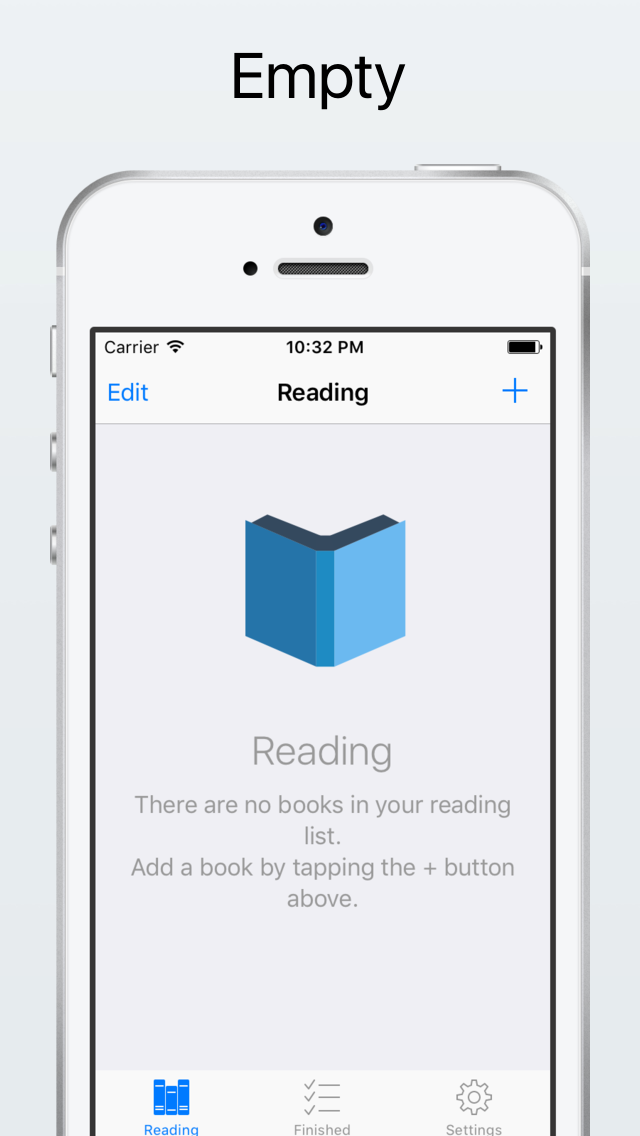 Empty
Carrier 10:32 PM
Edit Reading +
Reading
There are no books in your reading
list.
Add a book by tapping the + button
above.
Reading Finished Settings